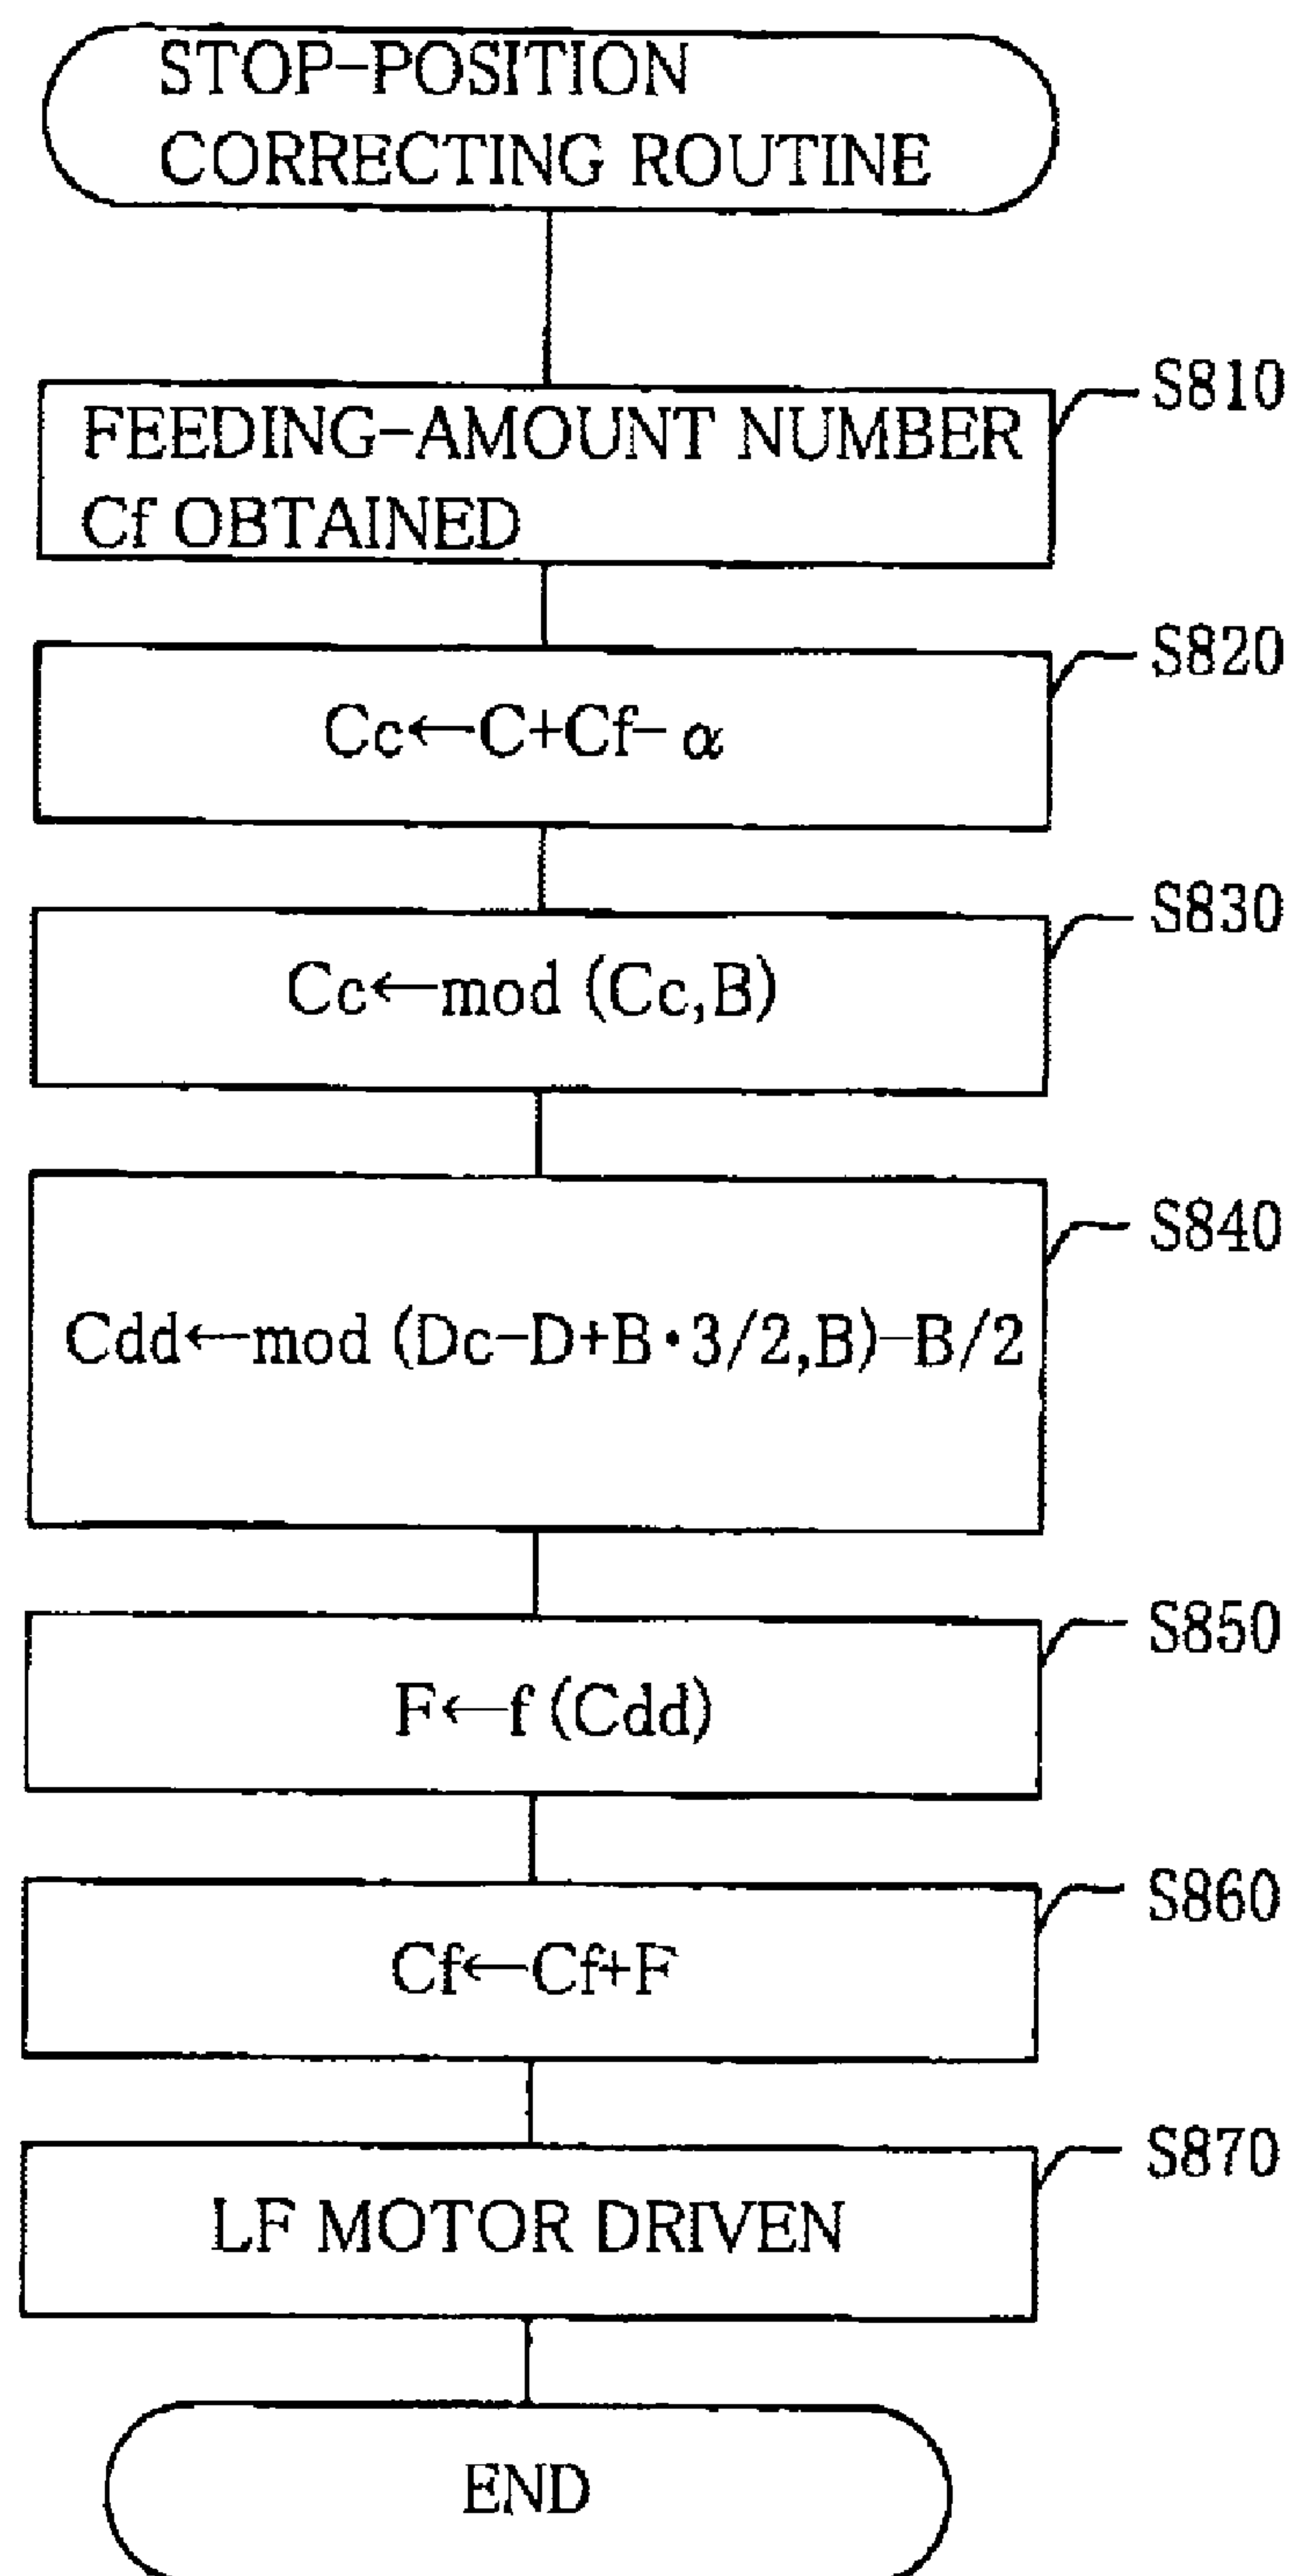 STOP-POSITION
CORRECTING ROUTINE
S810
FEEDING-AMOUNT NUMBER
Cf OBTAINED
S820
Cc←C+Cf-α
S830
Cc←mod (Cc,B)
S840
Cdd←mod (Dc-D+B·3/2,B)-B/2
S850
F←f (Cdd)
S860
Cf←Cf+F
S870
LF MOTOR DRIVEN
END